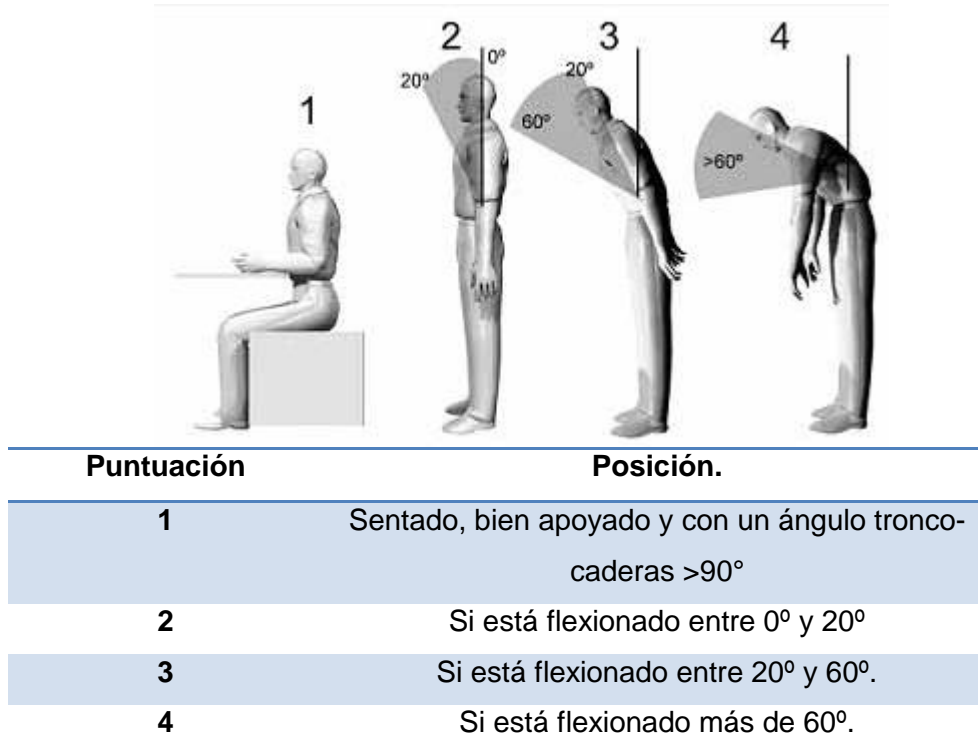 2 3 4
0º
20º 20º
1 60º
>60º
Puntuación Posición.
1 Sentado, bien apoyado y con un ángulo tronco-
caderas >90°
2 Si está flexionado entre 0º y 20º
3 Si está flexionado entre 20º y 60º.
4 Si está flexionado más de 60º.